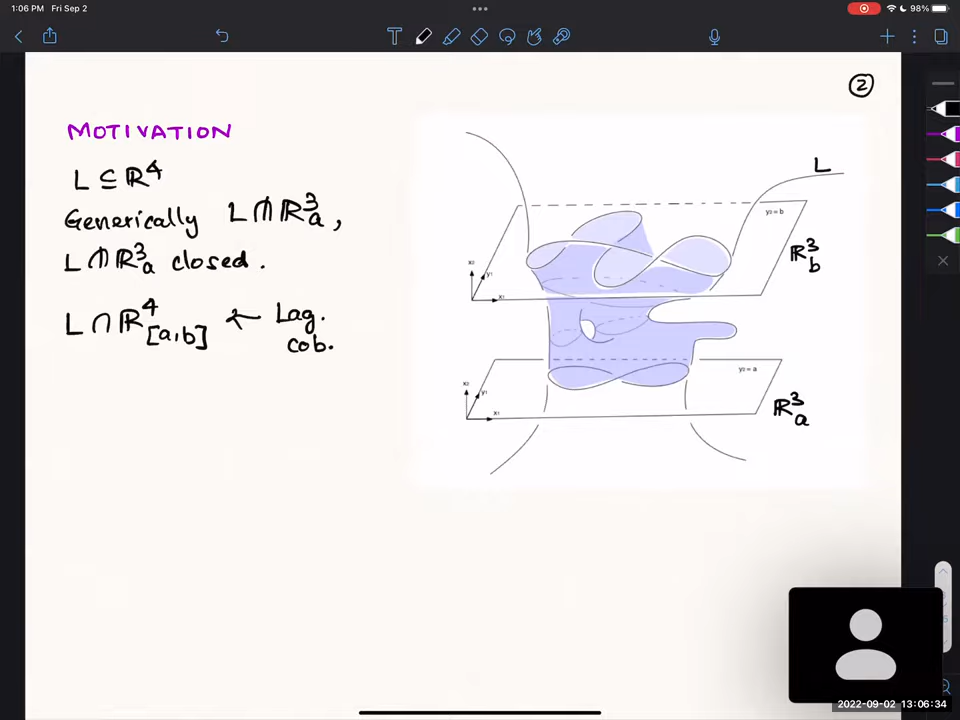 1:06 PM Fri Sep 2
98%
②
MOTIVATION
L ⊆ ℝ⁴
Generically L ⋔ ℝ³ₐ,
L ⋔ ℝ³ₐ closed.
L ∩ ℝ⁴[a,b] ← Lag.
cob.
L
y₂ = b
ℝ³_b
x₂
y₁
x₁
y₂ = a
ℝ³ₐ
x₂
y₁
x₁
2022-09-02 13:06:34